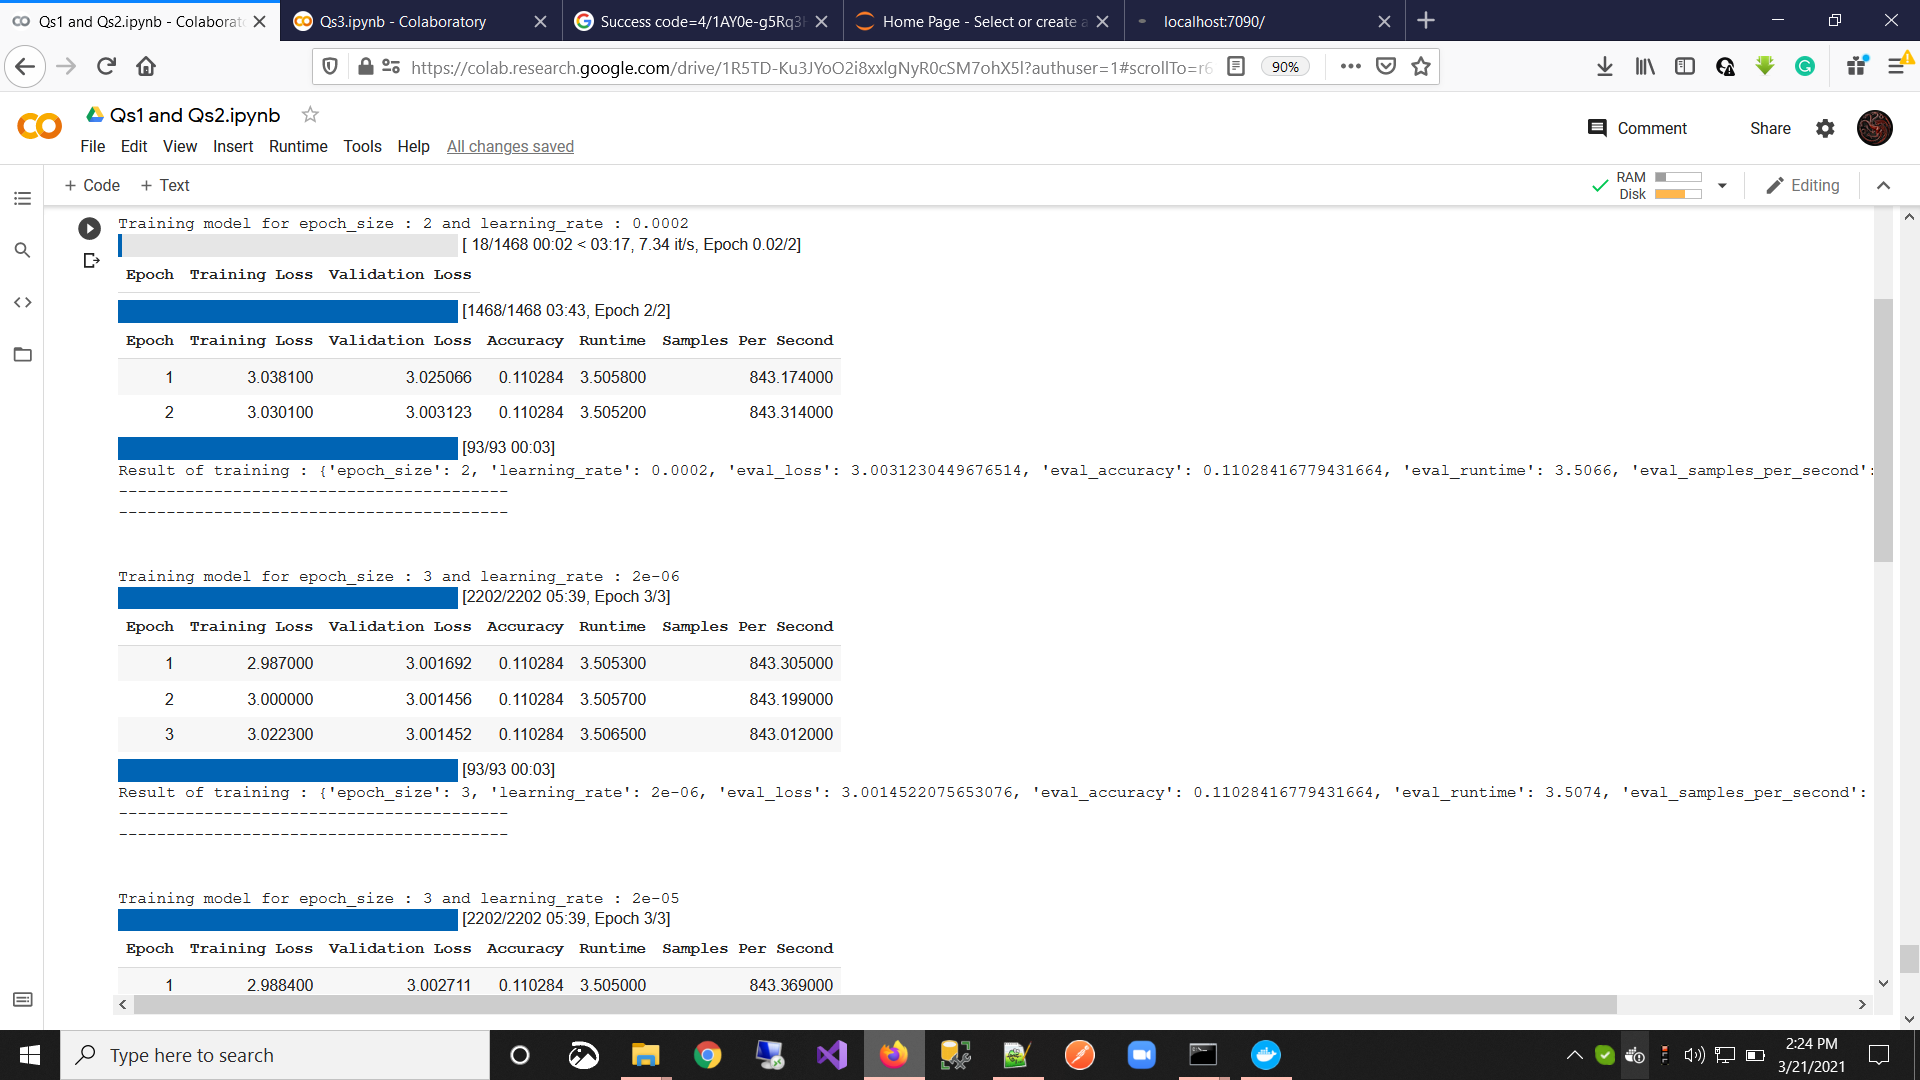 Qs1 and Qs2.ipynb - Colaborato
Qs3.ipynb - Colaboratory
Success code=4/1AY0e-g5Rq3H
Home Page - Select or create a
localhost:7090/
https://colab.research.google.com/drive/1R5TD-Ku3JYoO2i8xxlgNyR0cSM7ohX5l?authuser=1#scrollTo=r6
90%
Qs1 and Qs2.ipynb
Comment
Share
File Edit View Insert Runtime Tools Help All changes saved
+ Code + Text
RAM
Disk
Editing
Training model for epoch_size : 2 and learning_rate : 0.0002
[ 18/1468 00:02 < 03:17, 7.34 it/s, Epoch 0.02/2]
Epoch Training Loss Validation Loss
[1468/1468 03:43, Epoch 2/2]
Epoch Training Loss Validation Loss Accuracy Runtime Samples Per Second
1 3.038100 3.025066 0.110284 3.505800 843.174000
2 3.030100 3.003123 0.110284 3.505200 843.314000
[93/93 00:03]
Result of training : {'epoch_size': 2, 'learning_rate': 0.0002, 'eval_loss': 3.0031230449676514, 'eval_accuracy': 0.11028416779431664, 'eval_runtime': 3.5066, 'eval_samples_per_second':
-----------------------------------------
-----------------------------------------
Training model for epoch_size : 3 and learning_rate : 2e-06
[2202/2202 05:39, Epoch 3/3]
Epoch Training Loss Validation Loss Accuracy Runtime Samples Per Second
1 2.987000 3.001692 0.110284 3.505300 843.305000
2 3.000000 3.001456 0.110284 3.505700 843.199000
3 3.022300 3.001452 0.110284 3.506500 843.012000
[93/93 00:03]
Result of training : {'epoch_size': 3, 'learning_rate': 2e-06, 'eval_loss': 3.0014522075653076, 'eval_accuracy': 0.11028416779431664, 'eval_runtime': 3.5074, 'eval_samples_per_second':
-----------------------------------------
-----------------------------------------
Training model for epoch_size : 3 and learning_rate : 2e-05
[2202/2202 05:39, Epoch 3/3]
Epoch Training Loss Validation Loss Accuracy Runtime Samples Per Second
1 2.988400 3.002711 0.110284 3.505000 843.369000
Type here to search
2:24 PM
3/21/2021